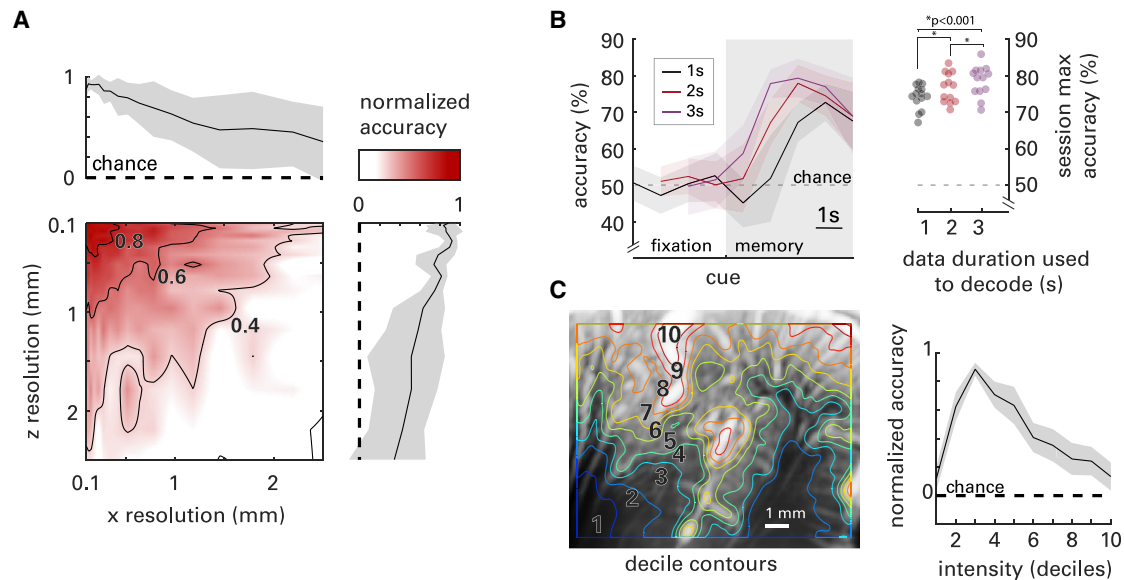 A
1
0
chance
normalized
accuracy
0
1
0.1
1
2
z resolution (mm)
0.8
0.6
0.4
0.1
1
2
x resolution (mm)
B
90
80
70
60
50
40
accuracy (%)
1s
2s
3s
chance
1s
fixation
memory
cue
*p<0.001
*
*
90
80
70
60
50
session max
accuracy (%)
1
2
3
data duration used
to decode (s)
C
10
9
8
7
6
5
4
3
2
1
1 mm
decile contours
1
0
normalized accuracy
chance
2
4
6
8
10
intensity (deciles)